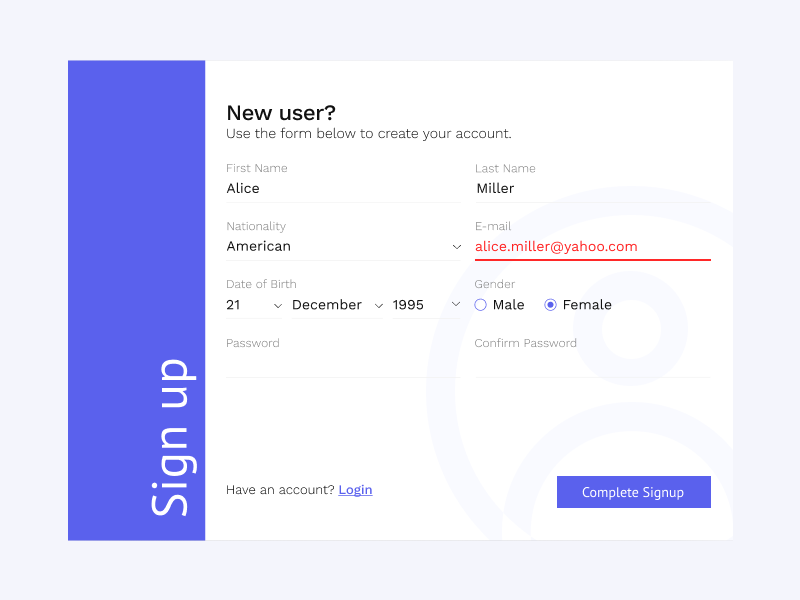 Sign up
New user?
Use the form below to create your account.
First Name
Last Name
Alice
Miller
Nationality
E-mail
American
alice.miller@yahoo.com
Date of Birth
Gender
21 December 1995
Male Female
Password
Confirm Password
Have an account? Login
Complete Signup